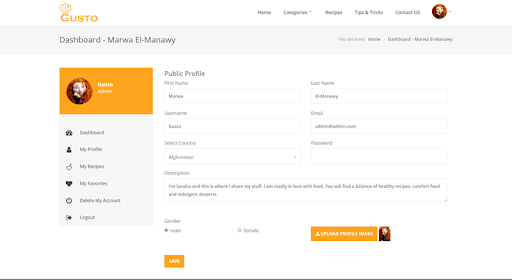 GUSTO
Home Categories Recipes Tips & Tricks Contact US
Dashboard - Marwa El-Manawy
You are here: Home - Dashboard - Marwa El-Manawy
Gusto
Admin
Dashboard
My Profile
My Recipes
My Favorites
Delete My Account
Logout
Public Profile
First Name Last Name
Marwa El-Manawy
Username Email
Gusto admin@admin.com
Select Country Password
Afghanistan
Description
I'm Sandra and this is where I share my stuff. I am madly in love with food. You will find a balance of healthy recipes, comfort food
and indulgent desserts.
Gender
male female
UPLOAD PROFILE IMAGE
SAVE